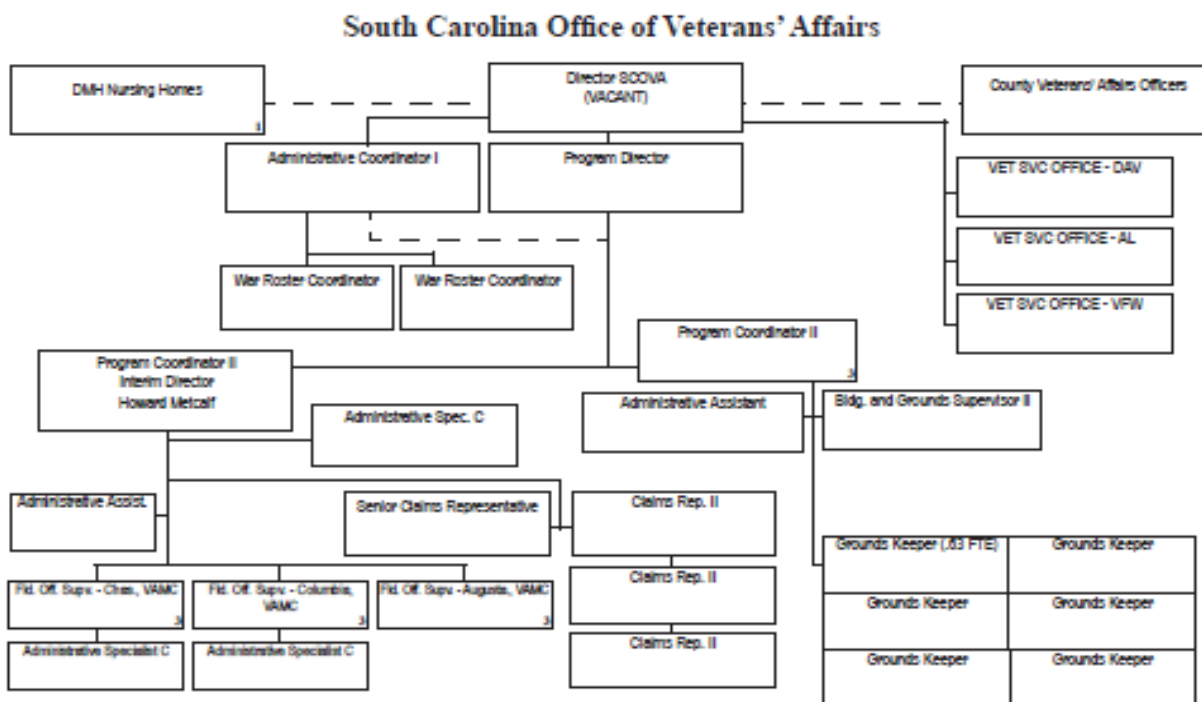 South Carolina Office of Veterans' Affairs
DMH Nursing Homes
Director SCOVA
(VACANT)
County Veterans' Affairs Officers
Administrative Coordinator I
Program Director
VET SVC OFFICE - DAV
VET SVC OFFICE - AL
VET SVC OFFICE - VFW
War Roster Coordinator
War Roster Coordinator
Program Coordinator II
Interim Director
Howard Metcalf
Program Coordinator II
3
Administrative Assistant
Bldg. and Grounds Supervisor II
Administrative Spec. C
Administrative Assist.
Senior Claims Representative
Claims Rep. II
Claims Rep. II
Claims Rep. II
Fld. Off. Supv. - Chas., VAMC
3
Fld. Off. Supv. - Columbia,
VAMC
3
Fld. Off. Supv. - Augusta, VAMC
3
Administrative Specialist C
Administrative Specialist C
Grounds Keeper (.63 FTE)
Grounds Keeper
Grounds Keeper
Grounds Keeper
Grounds Keeper
Grounds Keeper